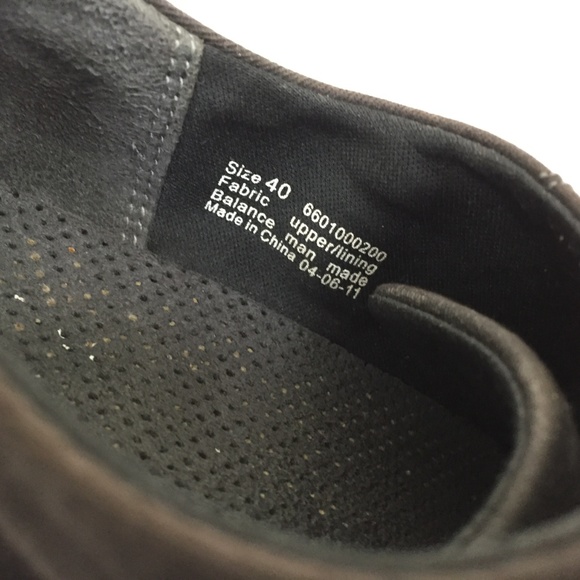 Size 40 6601000200
Fabric upper/lining
Balance man made
Made in China 04-06-11